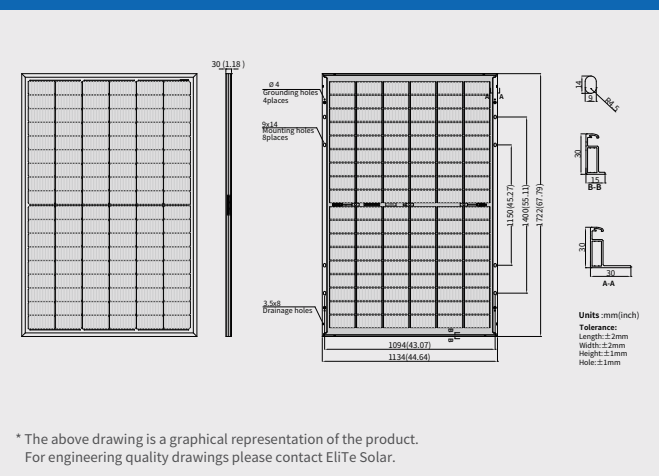 30 (1.18 )
Ø 4
Grounding holes
4places
9x14
Mounting holes
8places
3.5x8
Drainage holes
A
A
B
B
1150(45.27)
1400(55.11)
1722(67.79)
1094(43.07)
1134(44.64)
14
9
R4.5
30
15
B-B
30
30
A-A
Units :mm(inch)
Tolerance:
Length:±2mm
Width:±2mm
Height:±1mm
Hole:±1mm
* The above drawing is a graphical representation of the product.
For engineering quality drawings please contact EliTe Solar.